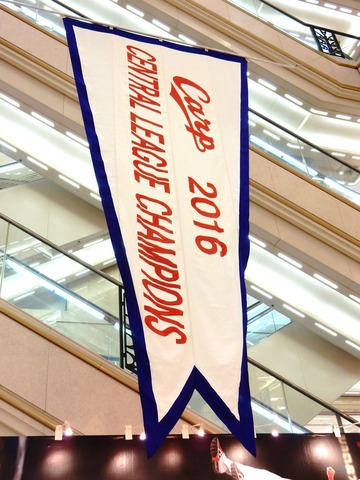 Carp 2016
CENTRAL LEAGUE CHAMPIONS